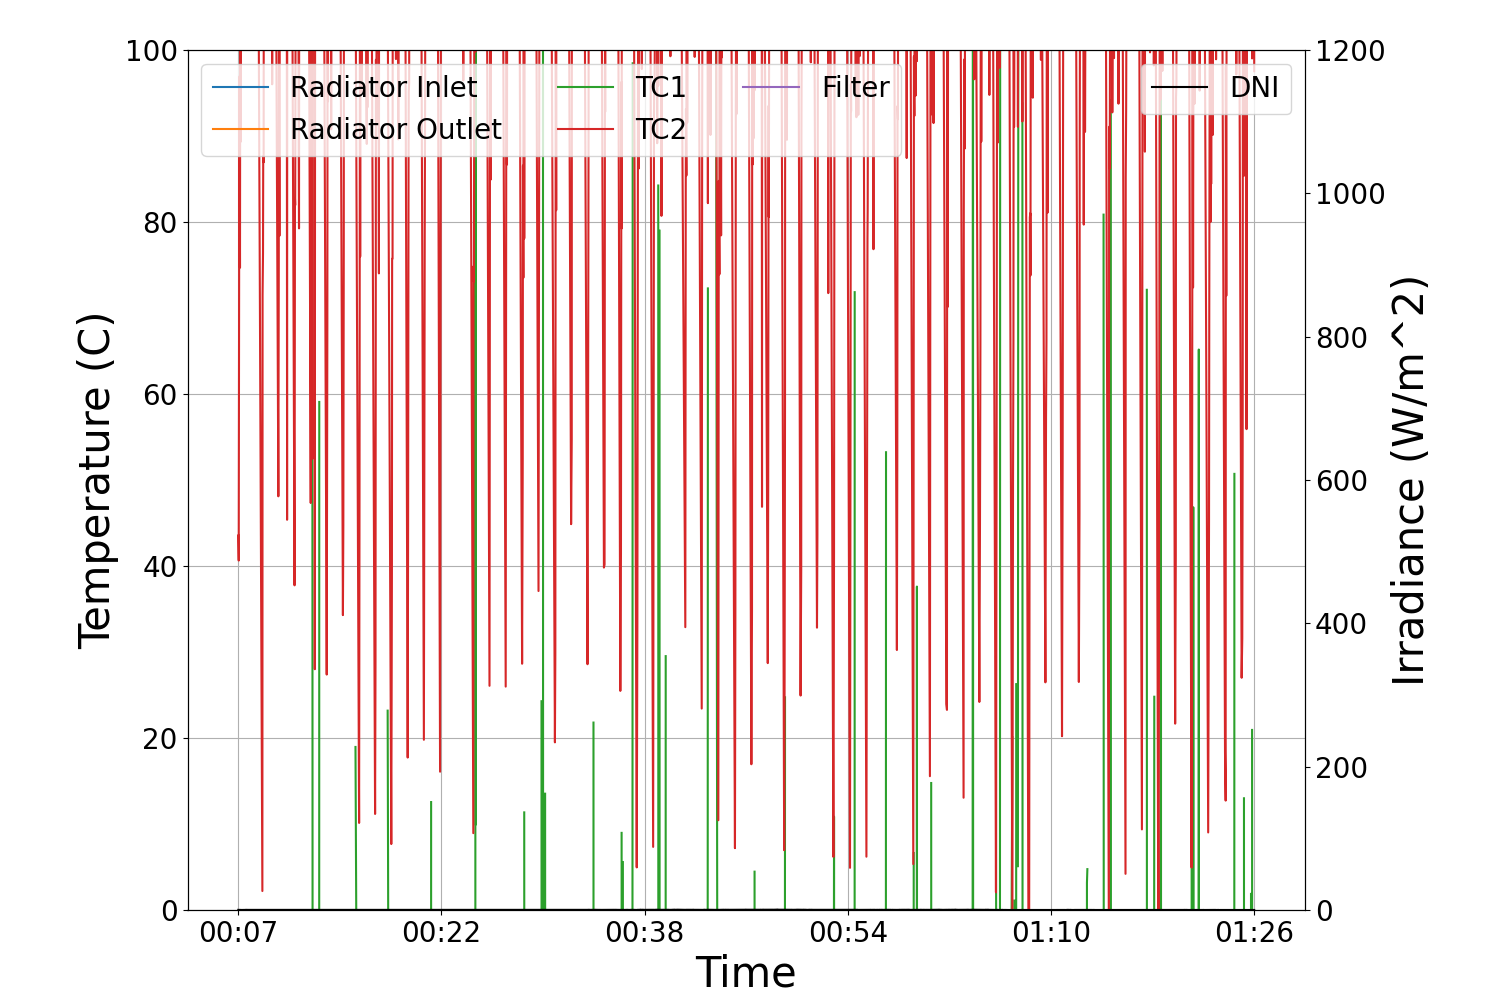 Radiator Inlet
Radiator Outlet
TC1
TC2
Filter
DNI
Temperature (C)
100
80
60
40
20
0
Irradiance (W/m^2)
1200
1000
800
600
400
200
0
00:07 00:22 00:38 00:54 01:10 01:26
Time